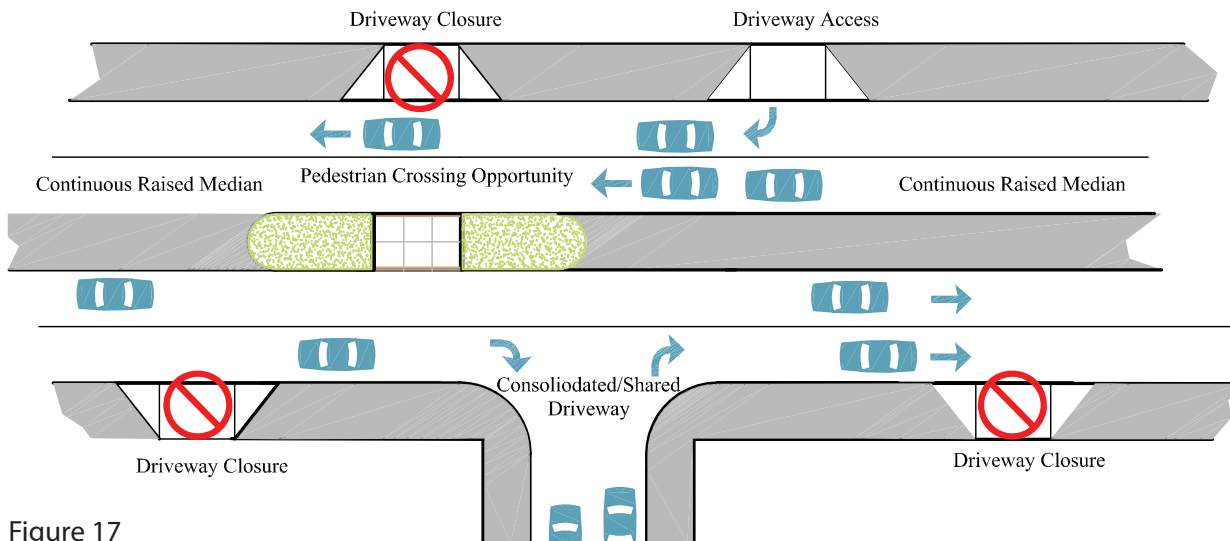 Driveway Closure
Driveway Access
Continuous Raised Median
Pedestrian Crossing Opportunity
Continuous Raised Median
Consoliodated/Shared
Driveway
Driveway Closure
Driveway Closure
Figure 17